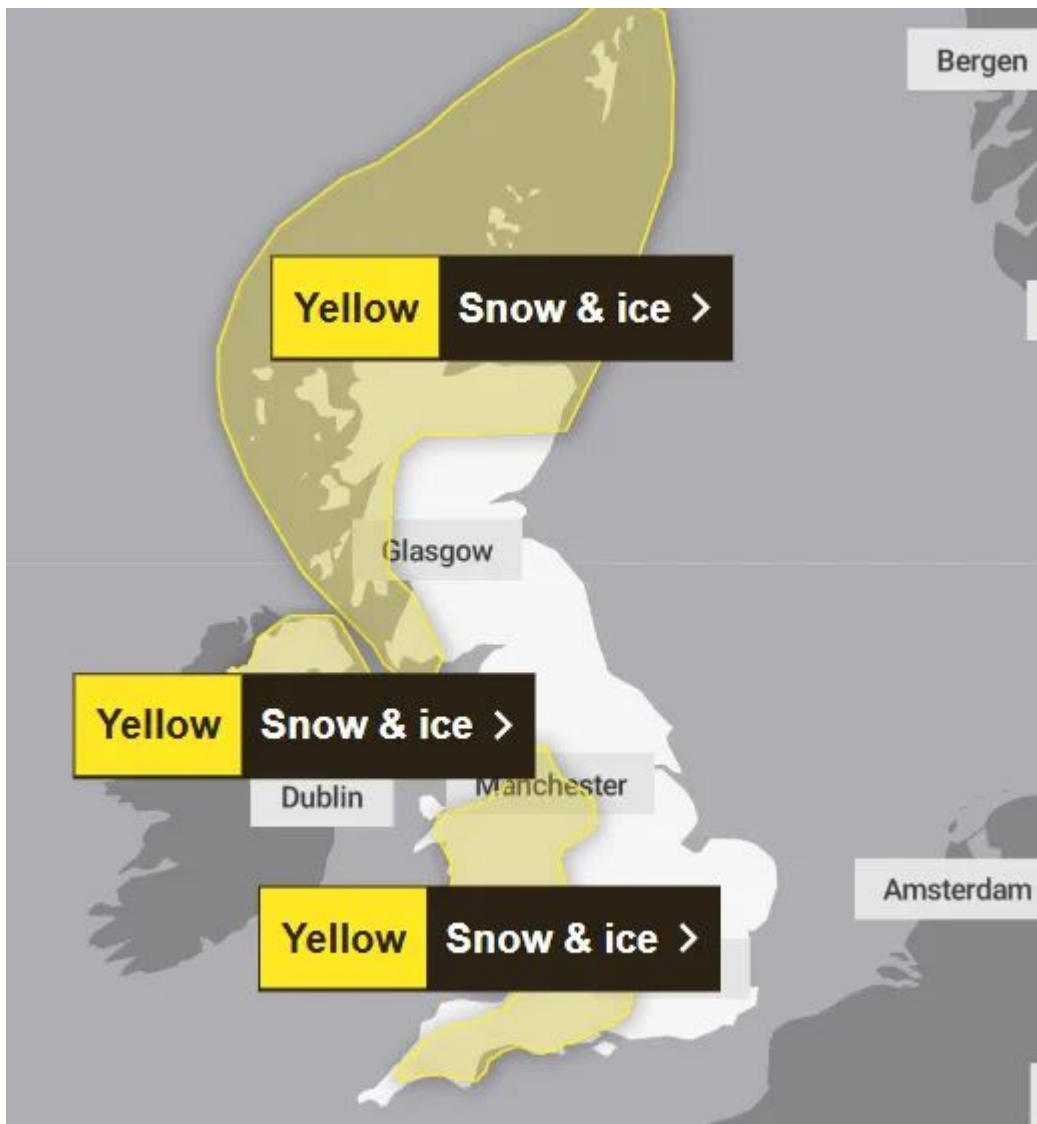 Bergen
Yellow Snow & ice >
Glasgow
Yellow Snow & ice >
Manchester
Dublin
Amsterdam
Yellow Snow & ice >